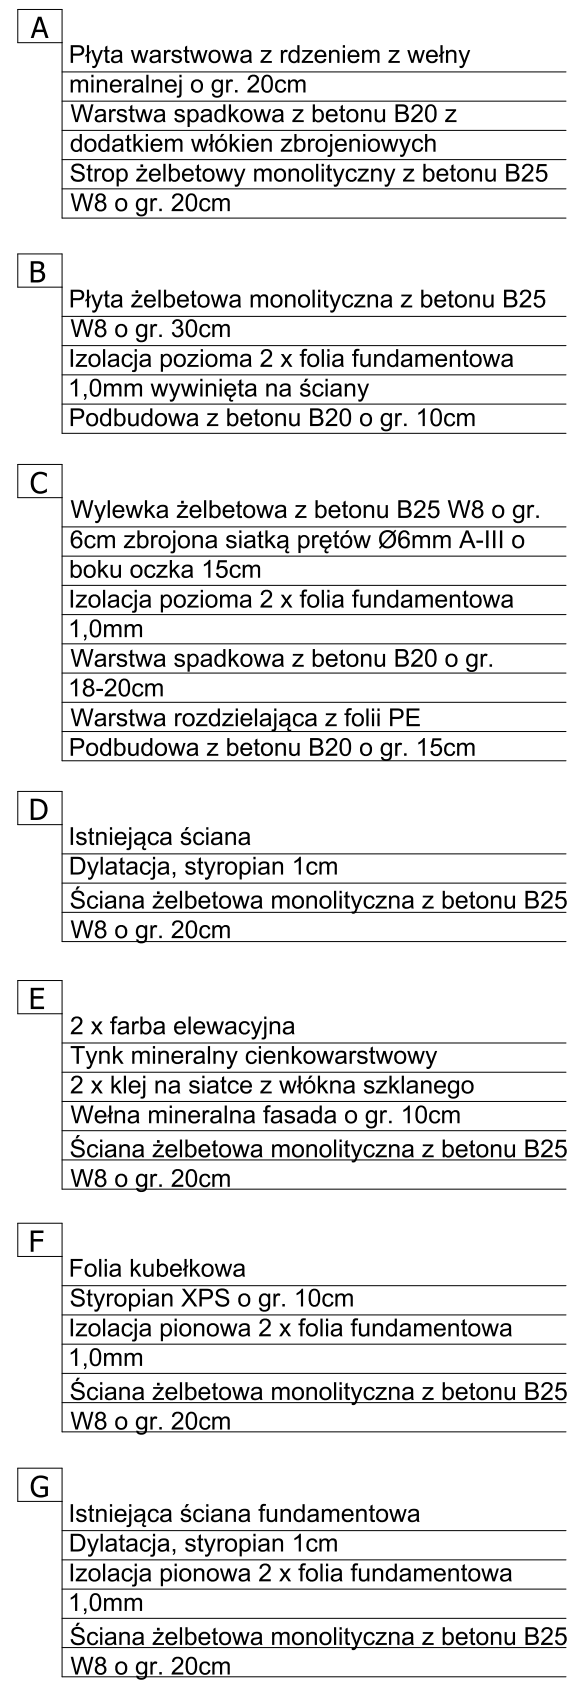 A
Płyta warstwowa z rdzeniem z wełny
mineralnej o gr. 20cm
Warstwa spadkowa z betonu B20 z
dodatkiem włókien zbrojeniowych
Strop żelbetowy monolityczny z betonu B25
W8 o gr. 20cm
B
Płyta żelbetowa monolityczna z betonu B25
W8 o gr. 30cm
Izolacja pozioma 2 x folia fundamentowa
1,0mm wywinięta na ściany
Podbudowa z betonu B20 o gr. 10cm
C
Wylewka żelbetowa z betonu B25 W8 o gr.
6cm zbrojona siatką prętów Ø6mm A-III o
boku oczka 15cm
Izolacja pozioma 2 x folia fundamentowa
1,0mm
Warstwa spadkowa z betonu B20 o gr.
18-20cm
Warstwa rozdzielająca z folii PE
Podbudowa z betonu B20 o gr. 15cm
D
Istniejąca ściana
Dylatacja, styropian 1cm
Ściana żelbetowa monolityczna z betonu B25
W8 o gr. 20cm
E
2 x farba elewacyjna
Tynk mineralny cienkowarstwowy
2 x klej na siatce z włókna szklanego
Wełna mineralna fasada o gr. 10cm
Ściana żelbetowa monolityczna z betonu B25
W8 o gr. 20cm
F
Folia kubełkowa
Styropian XPS o gr. 10cm
Izolacja pionowa 2 x folia fundamentowa
1,0mm
Ściana żelbetowa monolityczna z betonu B25
W8 o gr. 20cm
G
Istniejąca ściana fundamentowa
Dylatacja, styropian 1cm
Izolacja pionowa 2 x folia fundamentowa
1,0mm
Ściana żelbetowa monolityczna z betonu B25
W8 o gr. 20cm